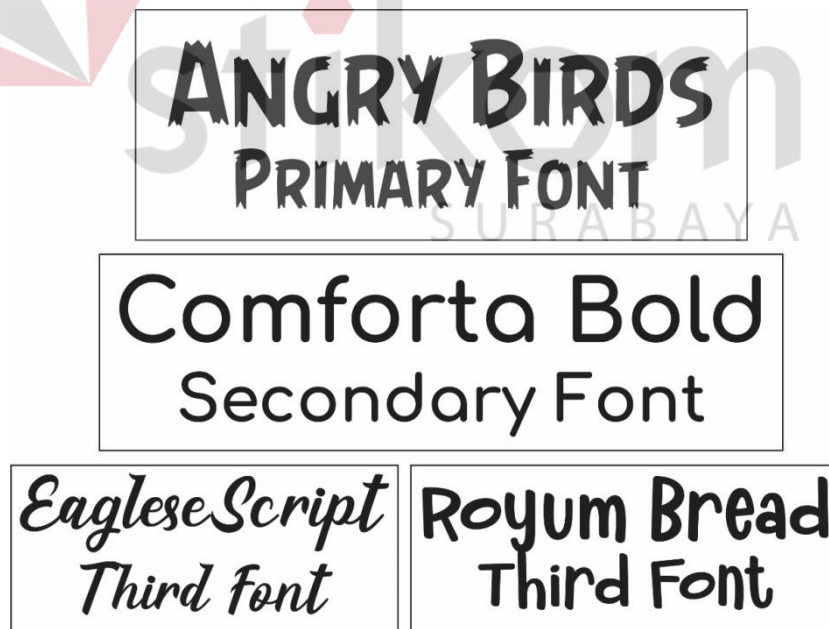 stikom
SURABAYA
ANGRY BIRDS
PRIMARY FONT
Comforta Bold
Secondary Font
EagleseScript
Third Font
Royum Bread
Third Font